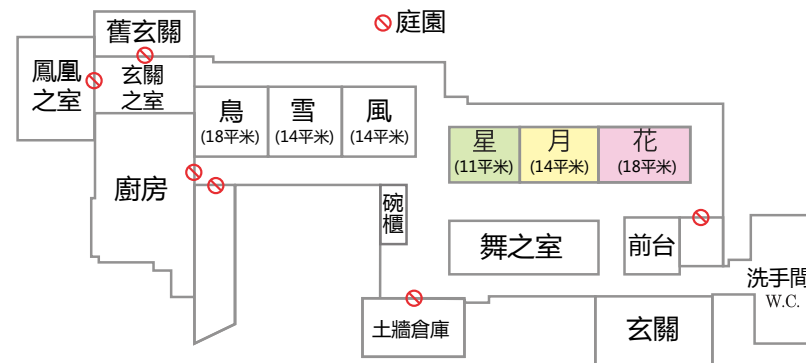 庭園
舊玄關
鳳凰
之室
玄關
之室
鳥
(18平米)
雪
(14平米)
風
(14平米)
星
(11平米)
月
(14平米)
花
(18平米)
廚房
碗
櫃
舞之室
前台
洗手間
W.C.
土牆倉庫
玄關